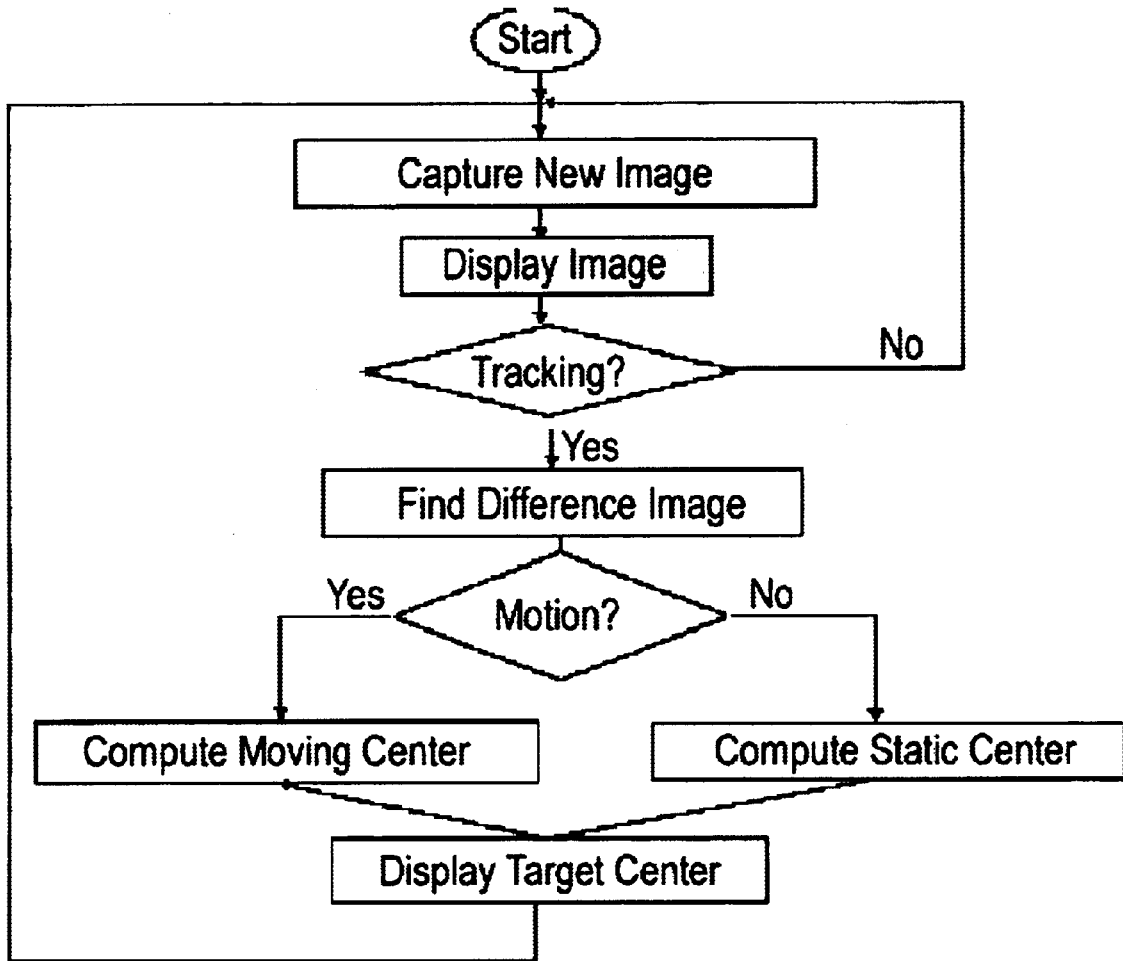 Start
Capture New Image
Display Image
Tracking?
No
Yes
Find Difference Image
Yes
Motion?
No
Compute Moving Center
Compute Static Center
Display Target Center